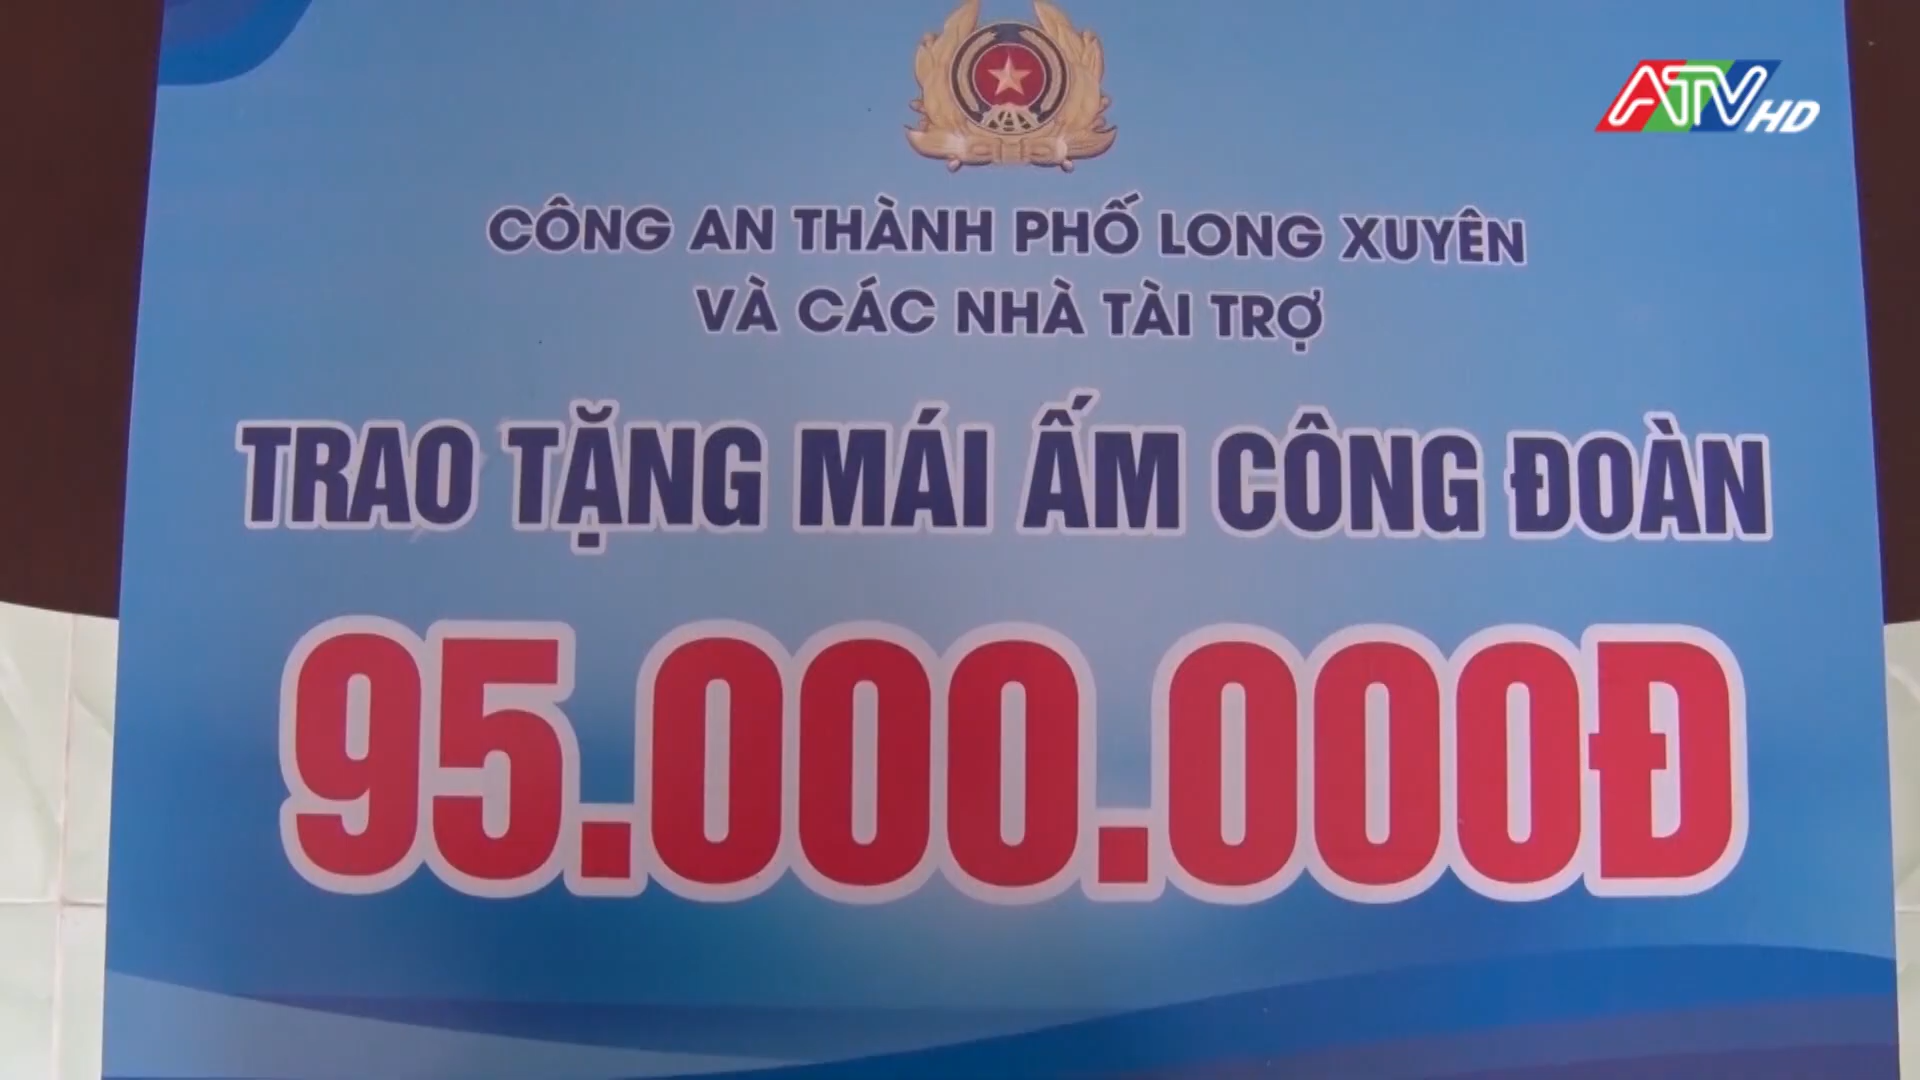 ATV HD
CÔNG AN THÀNH PHỐ LONG XUYÊN
VÀ CÁC NHÀ TÀI TRỢ
TRAO TẶNG MÁI ẤM CÔNG ĐOÀN
95.000.000Đ